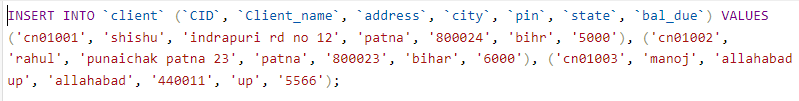 INSERT INTO `client` (`CID`, `Client_name`, `address`, `city`, `pin`, `state`, `bal_due`) VALUES
('cn01001', 'shishu', 'indrapuri rd no 12', 'patna', '800024', 'bihr', '5000'), ('cn01002',
'rahul', 'punaichak patna 23', 'patna', '800023', 'bihar', '6000'), ('cn01003', 'manoj', 'allahabad
up', 'allahabad', '440011', 'up', '5566');